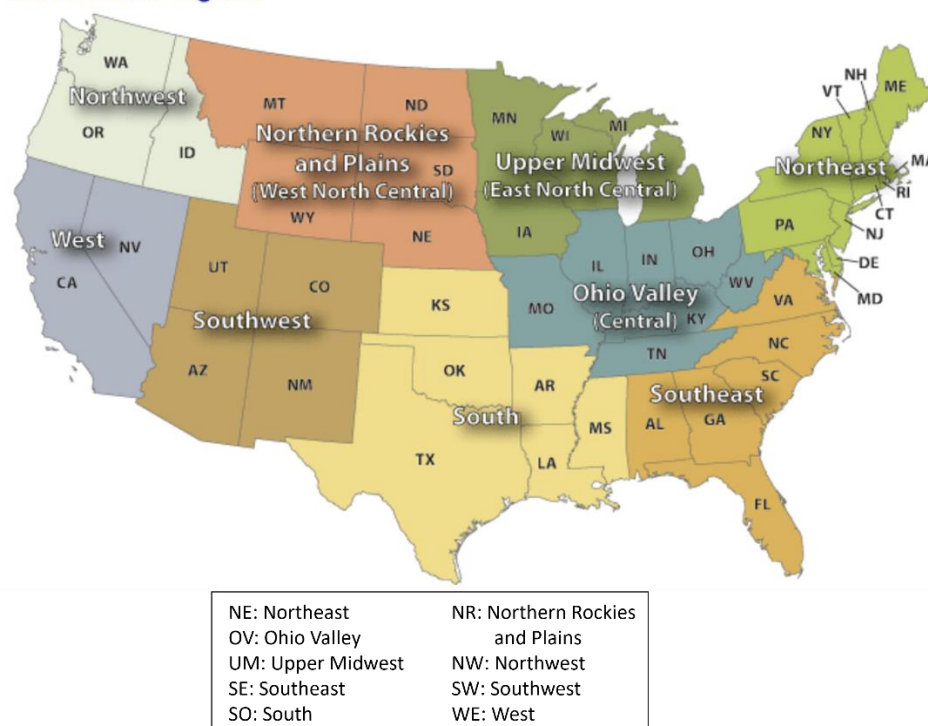 WA
Northwest
OR
ID
MT
ND
Northern Rockies
and Plains
(West North Central)
SD
WY
NE
MN
WI
MI
Upper Midwest
(East North Central)
IA
NH
VT
ME
NY
Northeast
MA
RI
CT
PA
NJ
DE
MD
West
NV
CA
UT
CO
Southwest
AZ
NM
IL
IN
OH
WV
MO
Ohio Valley
(Central)
KY
TN
VA
NC
SC
Southeast
AL
GA
FL
KS
OK
AR
South
MS
TX
LA
NE: Northeast
OV: Ohio Valley
UM: Upper Midwest
SE: Southeast
SO: South
NR: Northern Rockies
and Plains
NW: Northwest
SW: Southwest
WE: West